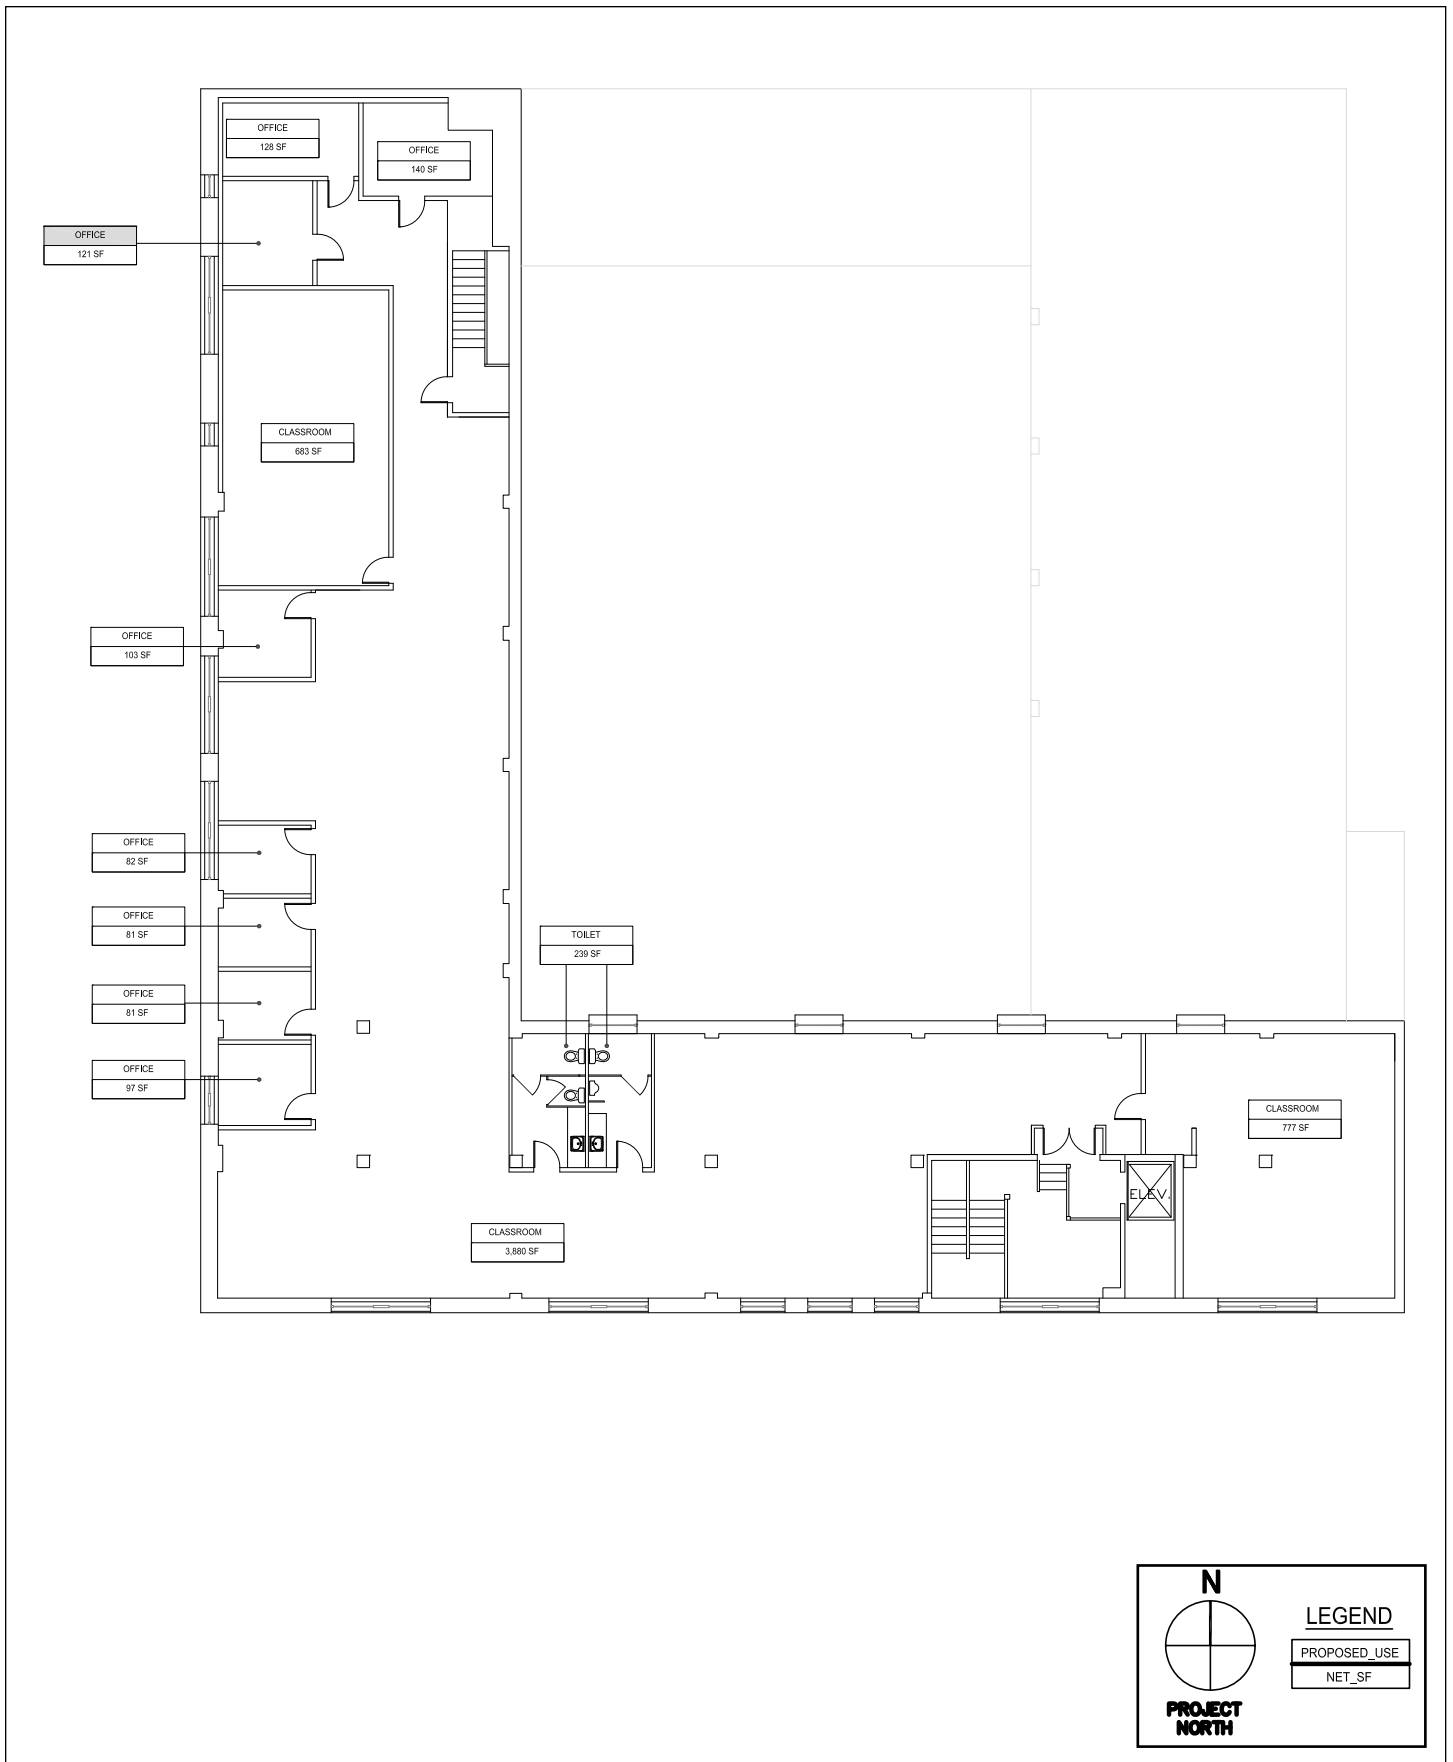 OFFICE
128 SF
OFFICE
140 SF
OFFICE
121 SF
CLASSROOM
683 SF
OFFICE
103 SF
OFFICE
82 SF
OFFICE
81 SF
TOILET
239 SF
OFFICE
81 SF
OFFICE
97 SF
CLASSROOM
777 SF
ELEV.
CLASSROOM
3,880 SF
N
LEGEND
PROPOSED_USE
NET_SF
PROJECT
NORTH